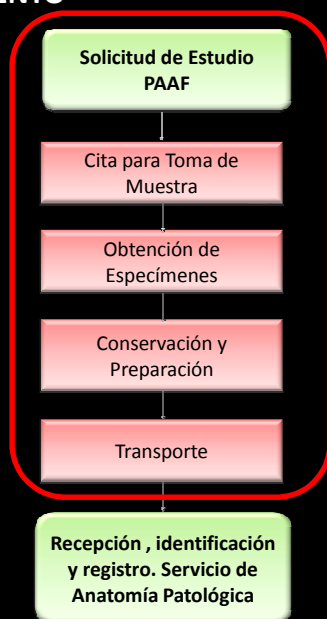 Solicitud de Estudio
PAAF
Cita para Toma de
Muestra
Obtención de
Especímenes
Conservación y
Preparación
Transporte
Recepción , identificación
y registro. Servicio de
Anatomía Patológica